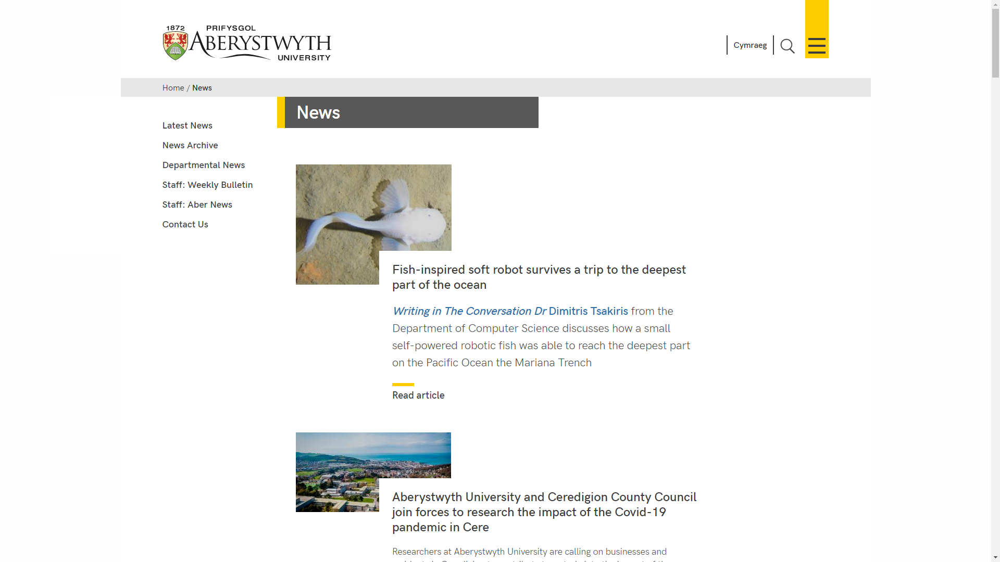 1872 PRIFYSGOL
ABERYSTWYTH
UNIVERSITY
Cymraeg
Home / News
News
Latest News
News Archive
Departmental News
Staff: Weekly Bulletin
Staff: Aber News
Contact Us
Fish-inspired soft robot survives a trip to the deepest
part of the ocean
Writing in The Conversation Dr Dimitris Tsakiris from the
Department of Computer Science discusses how a small
self-powered robotic fish was able to reach the deepest part
on the Pacific Ocean the Mariana Trench
Read article
Aberystwyth University and Ceredigion County Council
join forces to research the impact of the Covid-19
pandemic in Cere
Researchers at Aberystwyth University are calling on businesses and